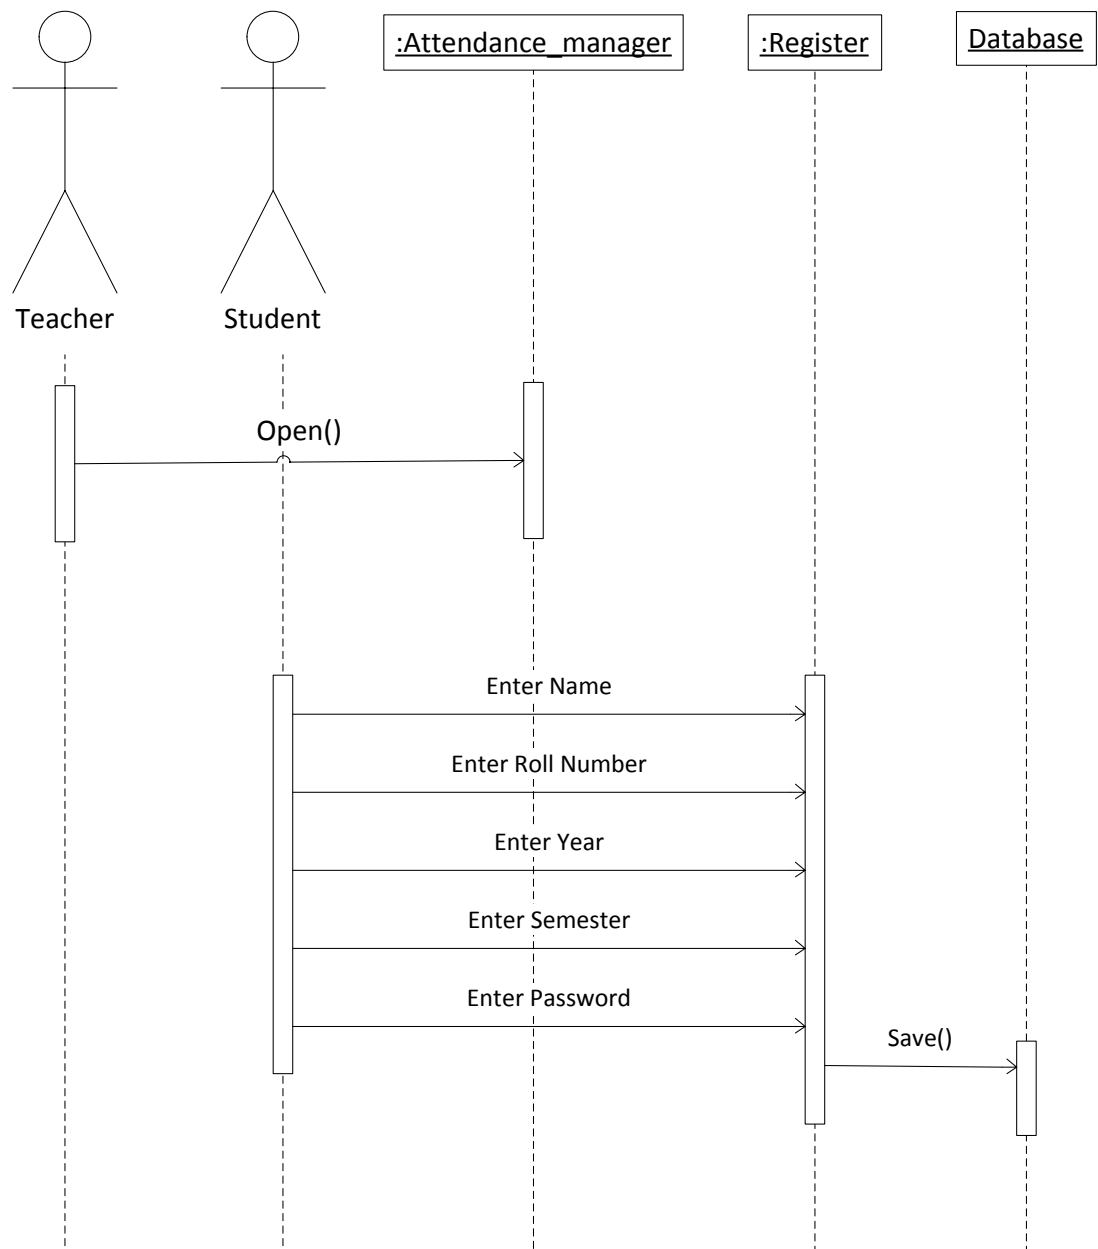 :Attendance_manager
:Register
Database
Teacher
Student
Open()
Enter Name
Enter Roll Number
Enter Year
Enter Semester
Enter Password
Save()